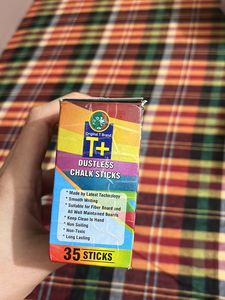 Original T Brand
T+
DUSTLESS
CHALK STICKS
* Made by Latest Technology
* Smooth Writing
* Suitable for Fiber Board and
All Well Maintained Boards
* Keep Clean to Hand
* Non Soiling
* Non-Toxic
* Long Lasting
35 STICKS